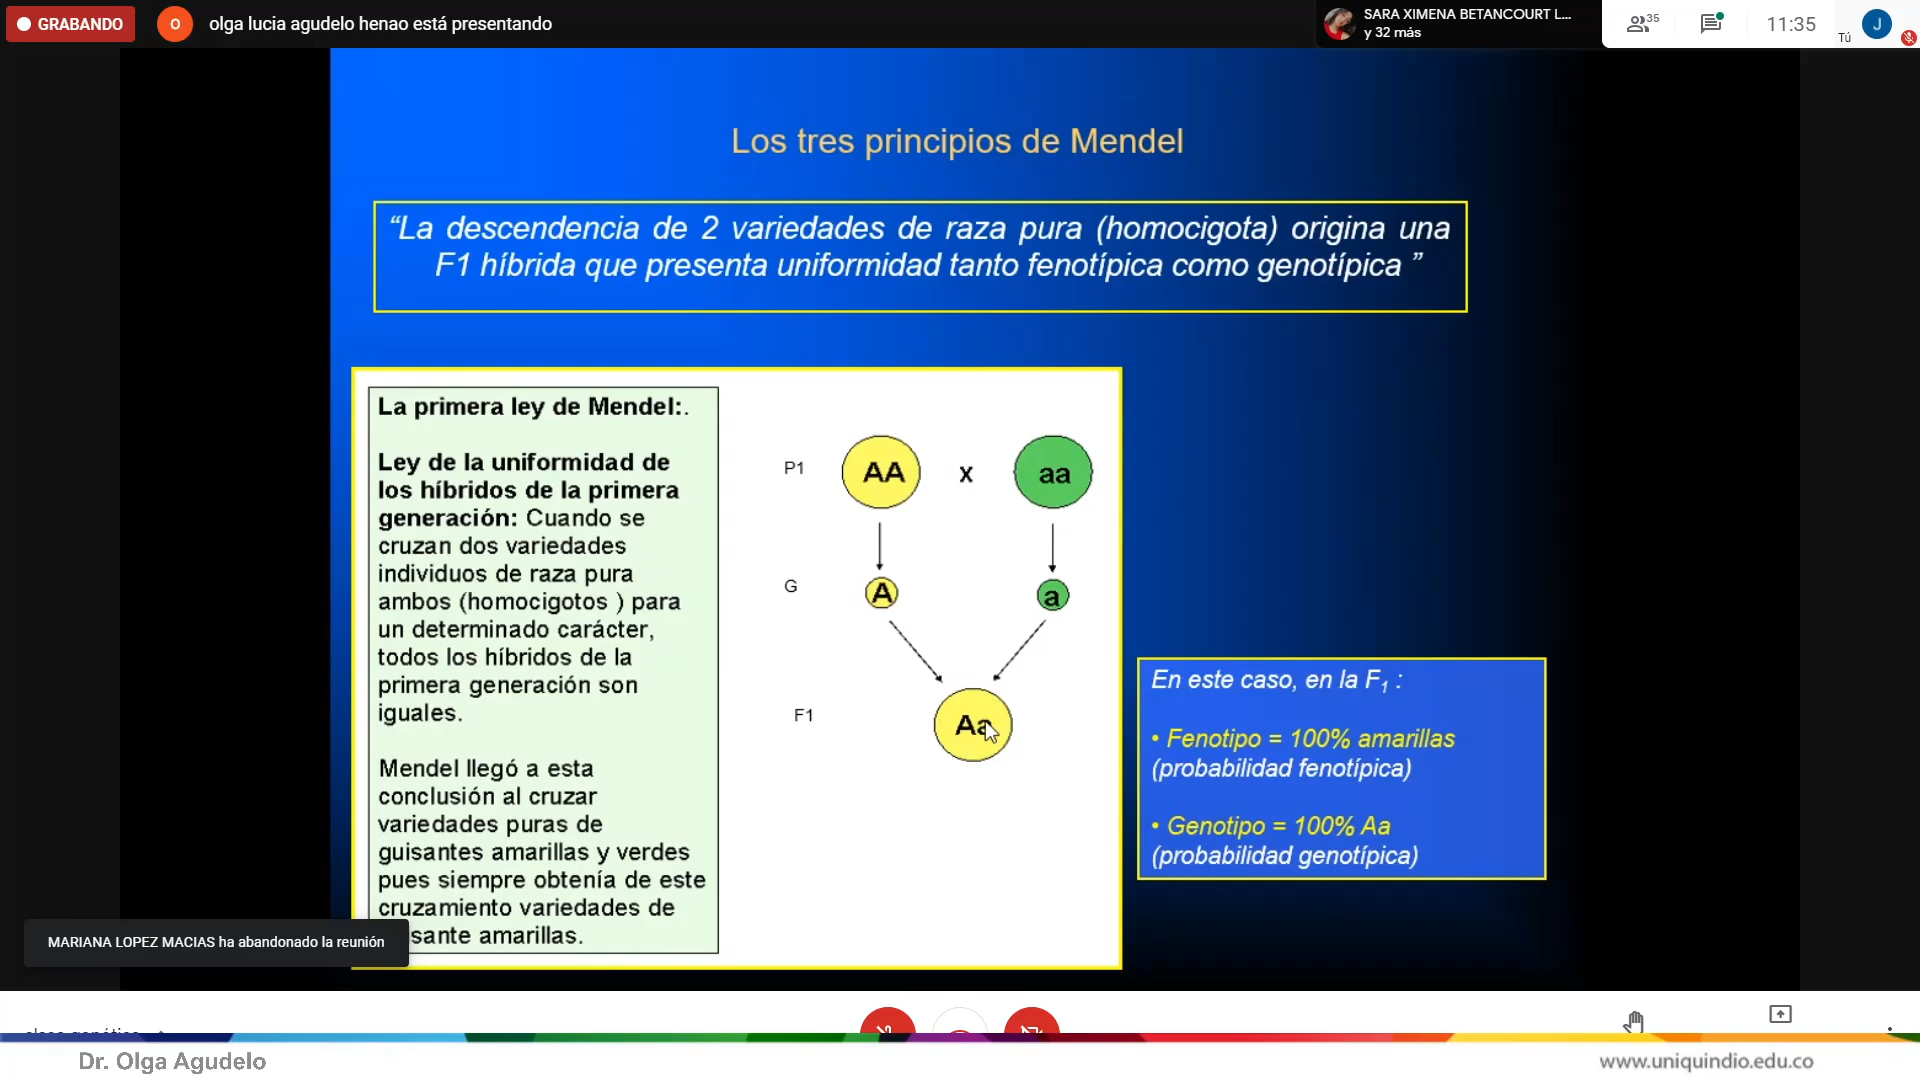 GRABANDO
O
olga lucia agudelo henao está presentando
SARA XIMENA BETANCOURT L...
y 32 más
35
11:35
Tú
J
Los tres principios de Mendel
“La descendencia de 2 variedades de raza pura (homocigota) origina una
F1 híbrida que presenta uniformidad tanto fenotípica como genotípica ”
La primera ley de Mendel:.
Ley de la uniformidad de
los híbridos de la primera
generación: Cuando se
cruzan dos variedades
individuos de raza pura
ambos (homocigotos ) para
un determinado carácter,
todos los híbridos de la
primera generación son
iguales.
Mendel llegó a esta
conclusión al cruzar
variedades puras de
guisantes amarillas y verdes
pues siempre obtenía de este
cruzamiento variedades de
sante amarillas.
P1
AA
x
aa
G
A
a
F1
Aa
En este caso, en la F1 :
• Fenotipo = 100% amarillas
(probabilidad fenotípica)
• Genotipo = 100% Aa
(probabilidad genotípica)
MARIANA LOPEZ MACIAS ha abandonado la reunión
Dr. Olga Agudelo
www.uniquindio.edu.co